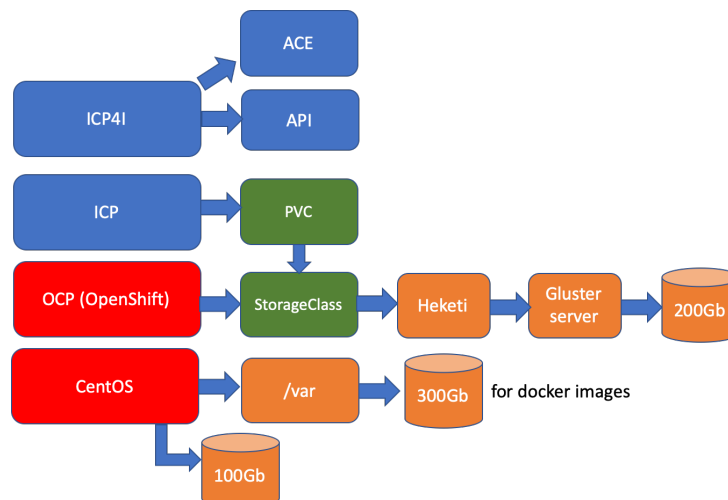 ACE
ICP4I
API
ICP
PVC
OCP (OpenShift)
StorageClass
Heketi
Gluster
server
200Gb
CentOS
/var
300Gb
for docker images
100Gb